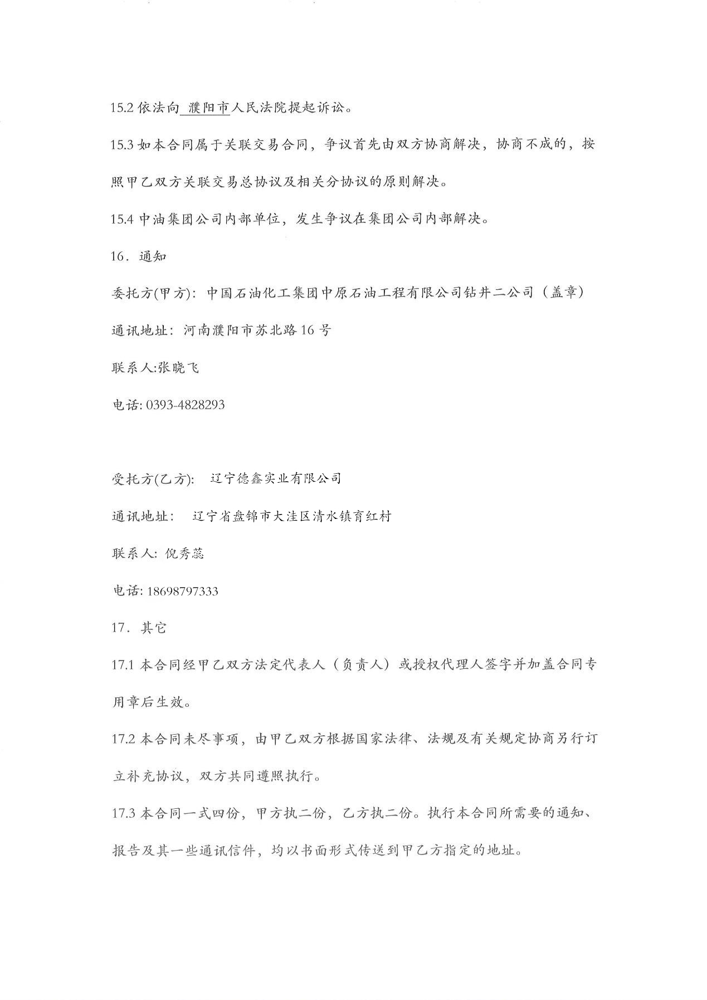 15.2 依法向 濮阳市人民法院提起诉讼。
15.3 如本合同属于关联交易合同，争议首先由双方协商解决，协商不成的，按
照甲乙双方关联交易总协议及相关分协议的原则解决。
15.4 中油集团公司内部单位，发生争议在集团公司内部解决。
16．通知
委托方(甲方)：中国石油化工集团中原石油工程有限公司钻井二公司（盖章）
通讯地址：河南濮阳市苏北路 16 号
联系人:张晓飞
电话: 0393-4828293
受托方(乙方)： 辽宁德鑫实业有限公司
通讯地址： 辽宁省盘锦市大洼区清水镇育红村
联系人: 倪秀蕊
电话: 18698797333
17．其它
17.1 本合同经甲乙双方法定代表人（负责人）或授权代理人签字并加盖合同专
用章后生效。
17.2 本合同未尽事项，由甲乙双方根据国家法律、法规及有关规定协商另行订
立补充协议，双方共同遵照执行。
17.3 本合同一式四份，甲方执二份，乙方执二份。执行本合同所需要的通知、
报告及其一些通讯信件，均以书面形式传送到甲乙方指定的地址。